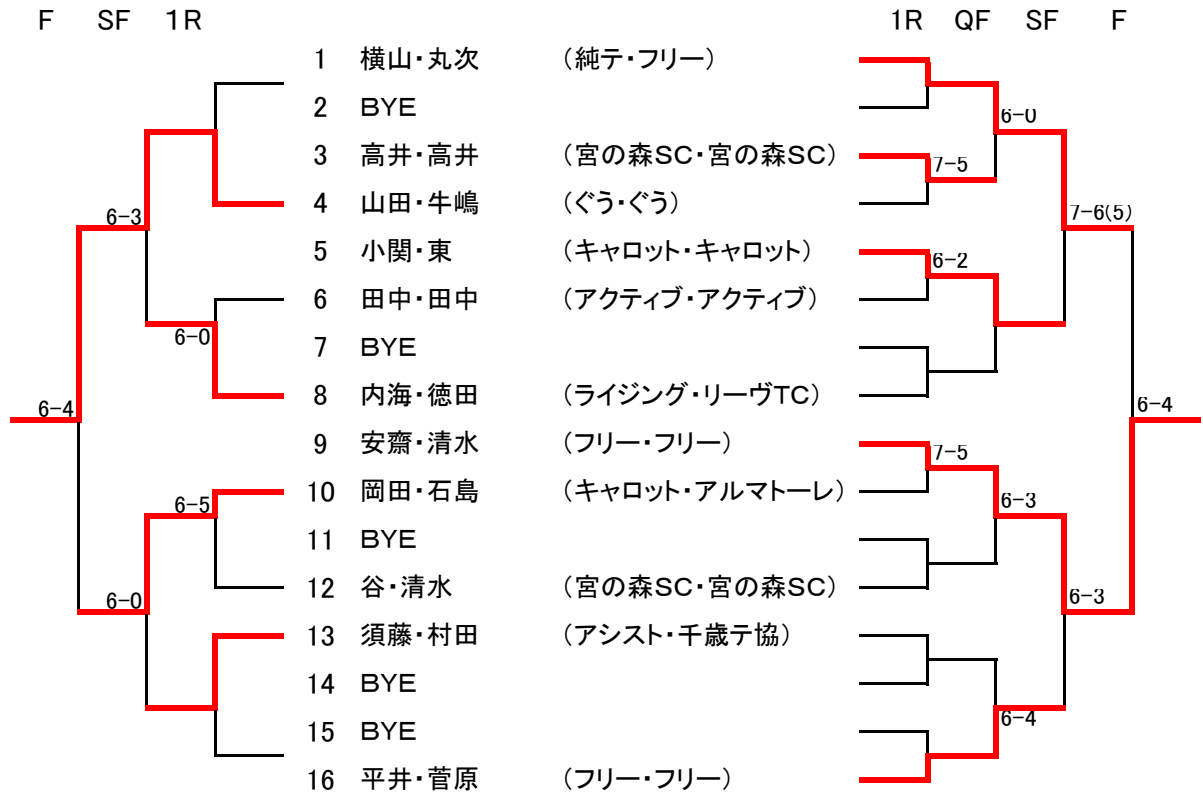 F SF 1R 1R QF SF F
1 横山・丸次 (純テ・フリー)
2 BYE
6-0
3 高井・高井 (宮の森SC・宮の森SC) 7-5
4 山田・牛嶋 (ぐう・ぐう)
6-3 7-6(5)
5 小関・東 (キャロット・キャロット) 6-2
6 田中・田中 (アクティブ・アクティブ)
6-0
7 BYE
8 内海・徳田 (ライジング・リーヴTC)
6-4 6-4
9 安齋・清水 (フリー・フリー) 7-5
6-5 10 岡田・石島 (キャロット・アルマトーレ) 6-3
11 BYE
12 谷・清水 (宮の森SC・宮の森SC)
6-0 6-3
13 須藤・村田 (アシスト・千歳テ協)
14 BYE
6-4
15 BYE
16 平井・菅原 (フリー・フリー)